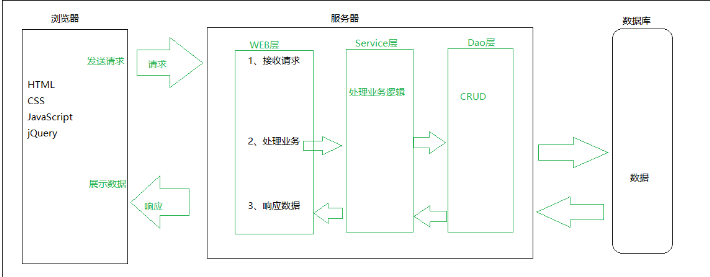 浏览器
服务器
数据库
发送请求
请求
HTML
CSS
JavaScript
jQuery
展示数据
响应
WEB层
1、接收请求
2、处理业务
3、响应数据
Service层
处理业务逻辑
Dao层
CRUD
数据